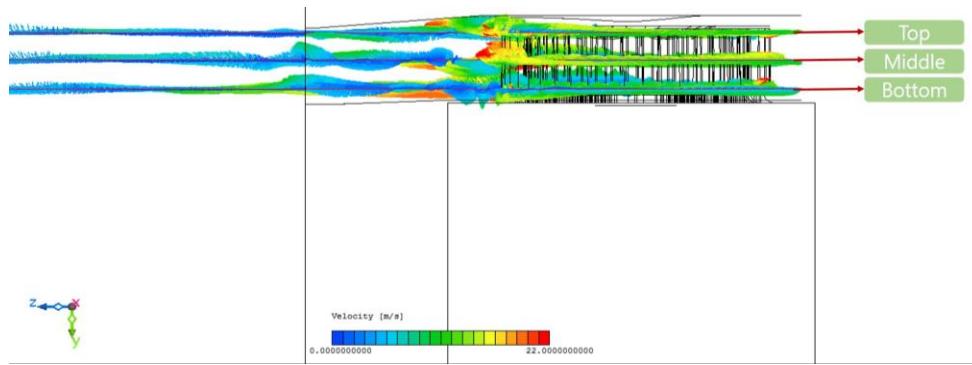 Top
Middle
Bottom
z
x
y
Velocity [m/s]
0.0000000000
22.0000000000